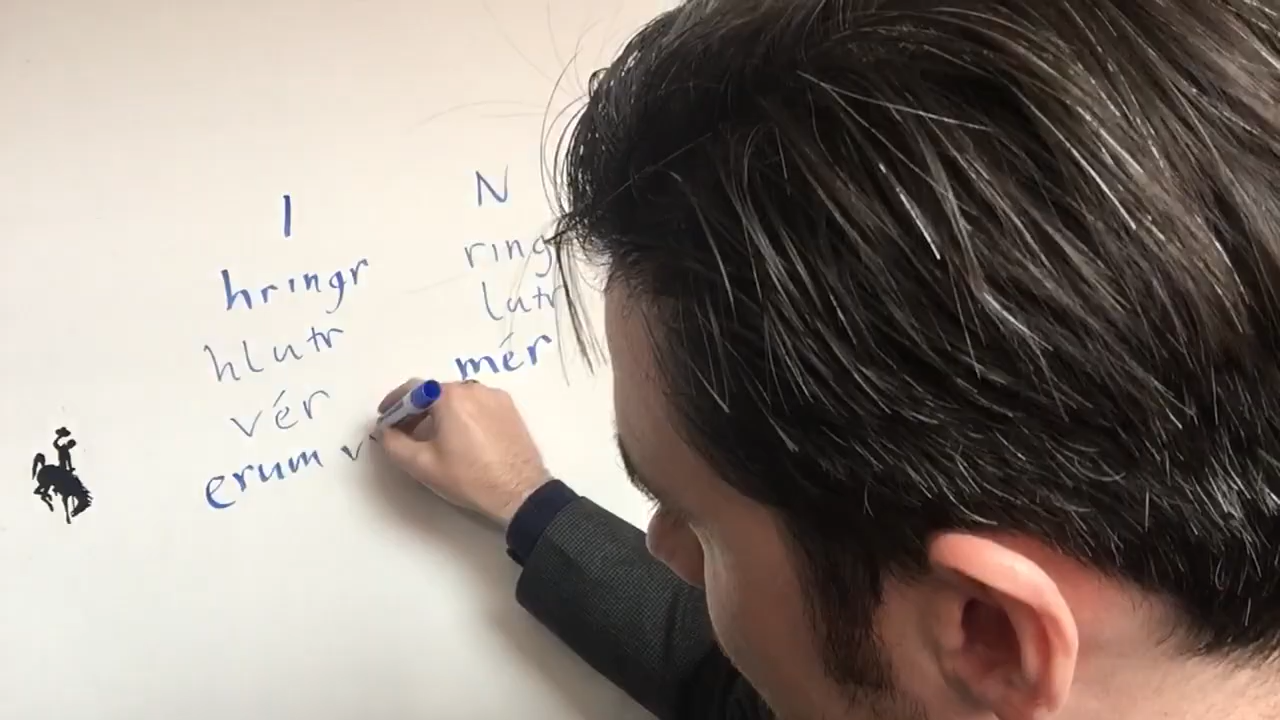 I N
hringr ring
hlutr lutr
vér mér
erum v